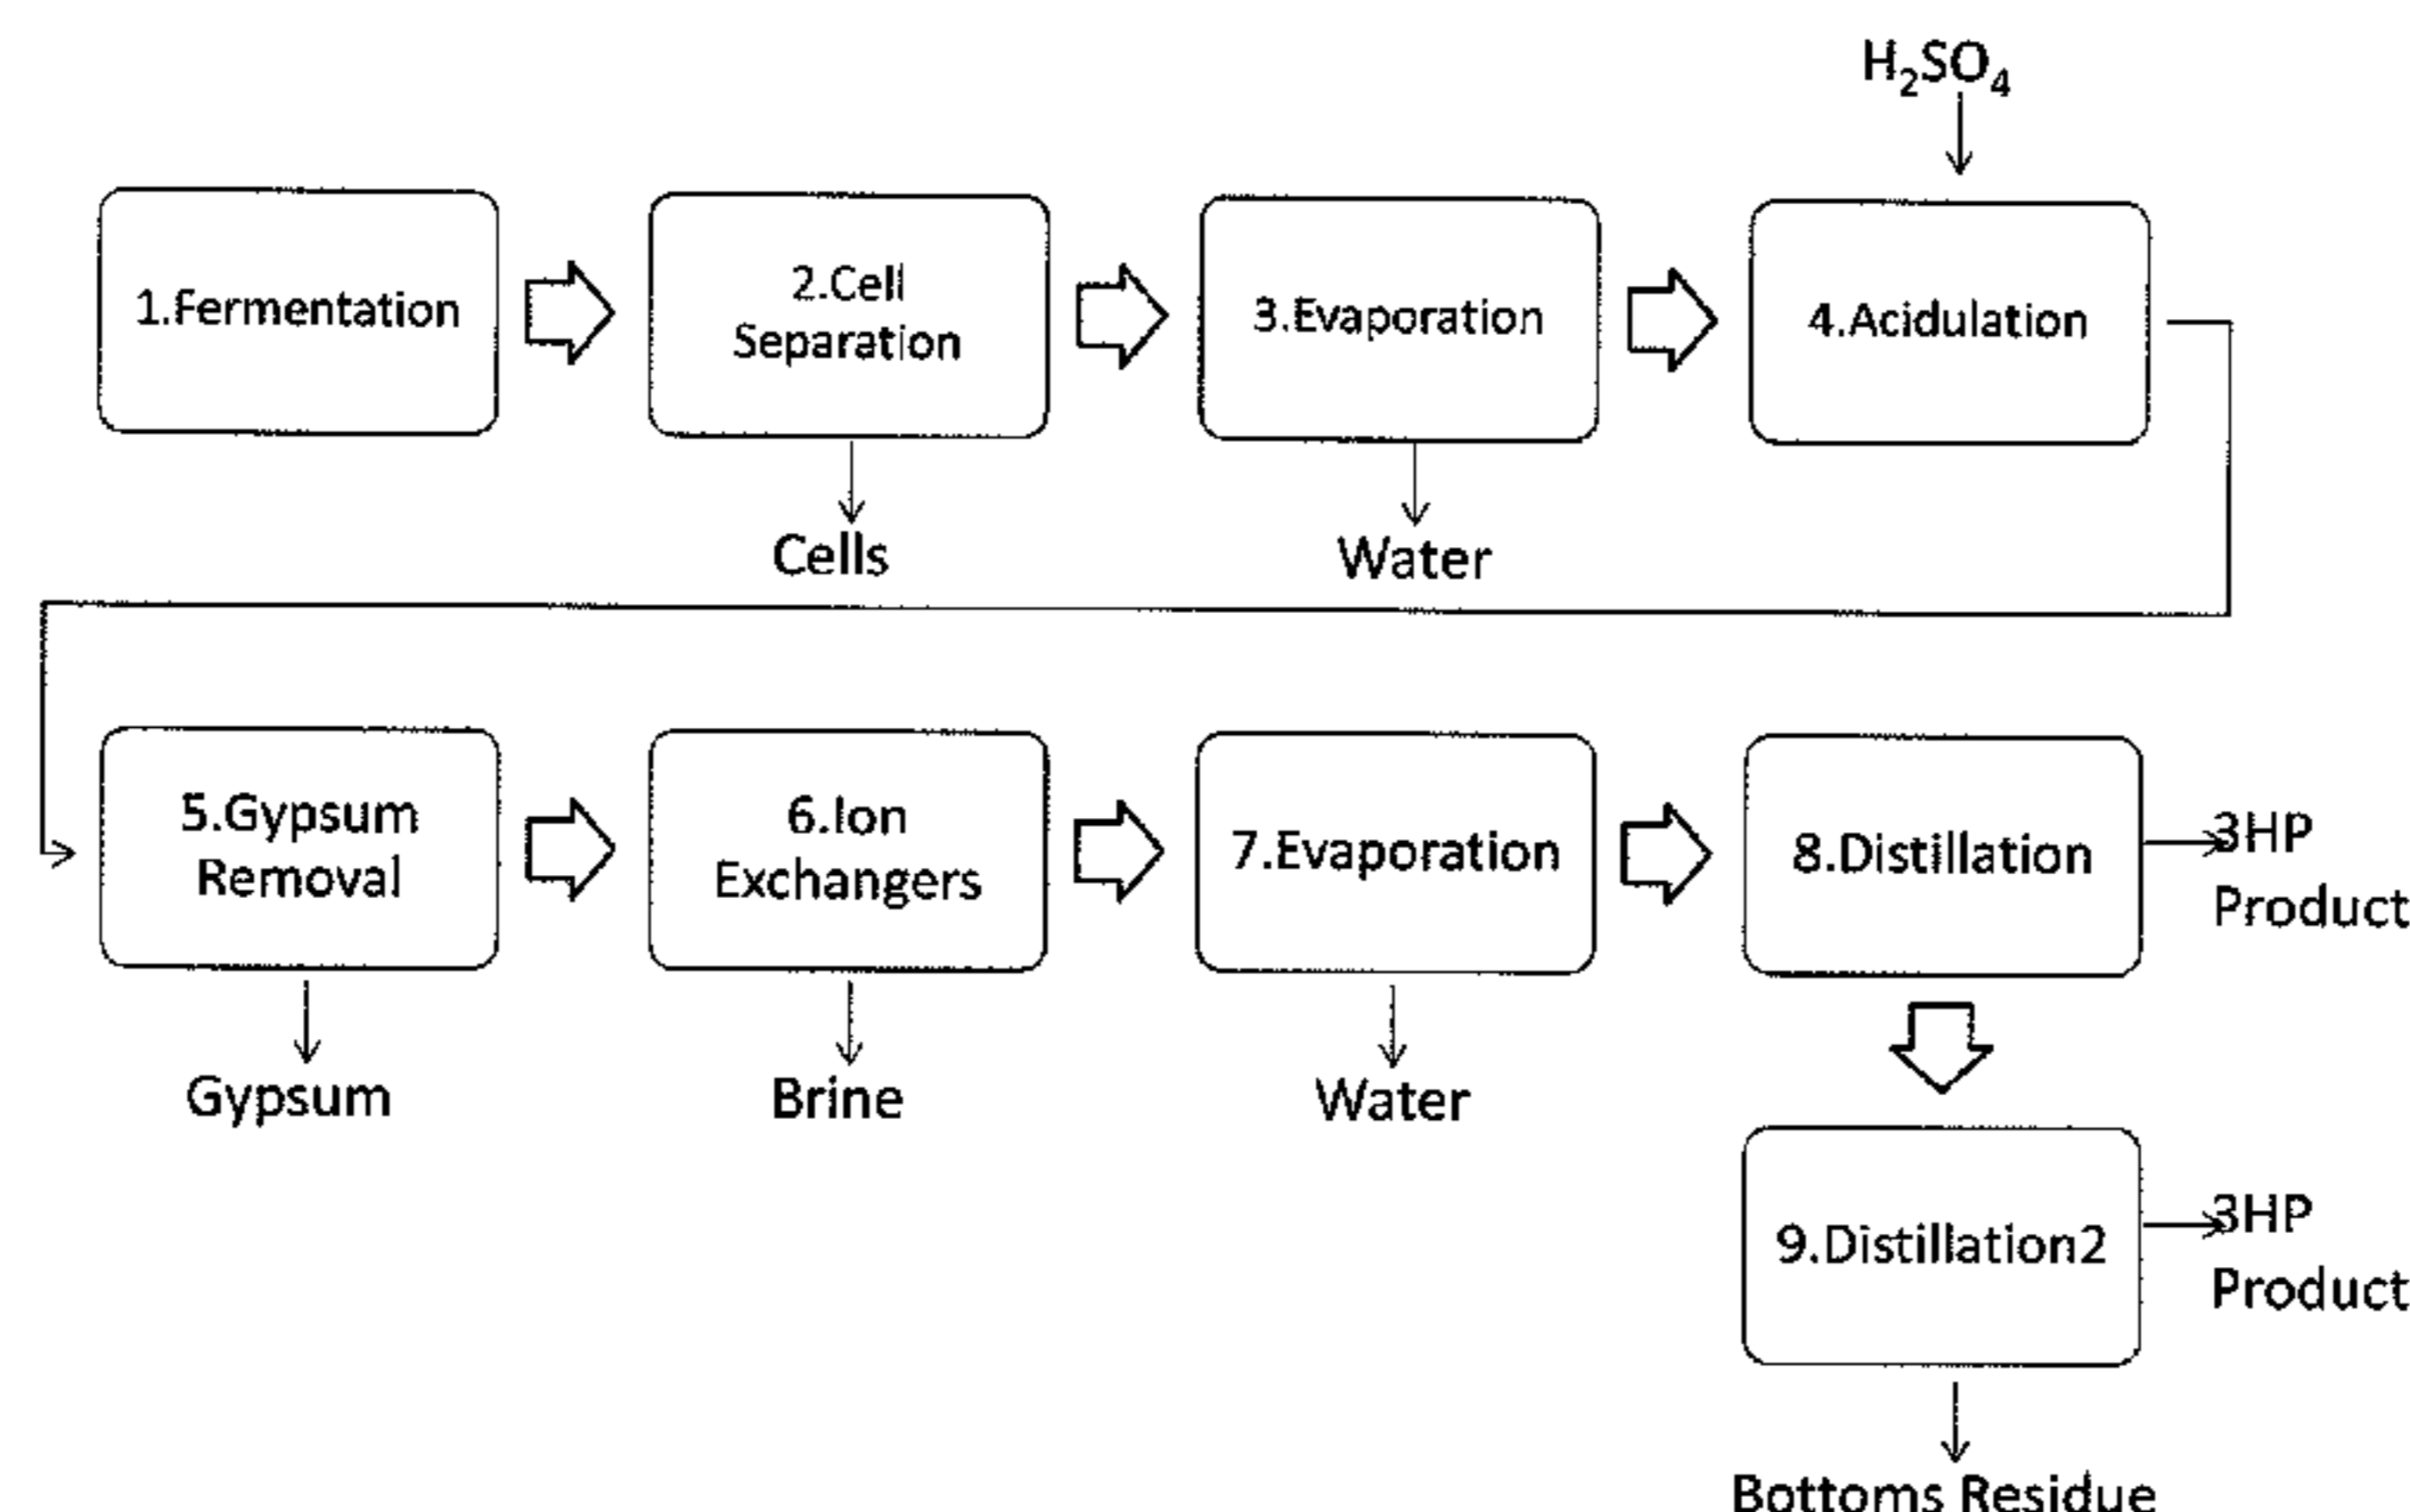 H₂SO₄
1.Fermentation
2.Cell
Separation
3.Evaporation
4.Acidulation
Cells
Water
5.Gypsum
Removal
6.Ion
Exchangers
7.Evaporation
8.Distillation
3HP
Product
Gypsum
Brine
Water
9.Distillation2
3HP
Product
Bottoms Residue